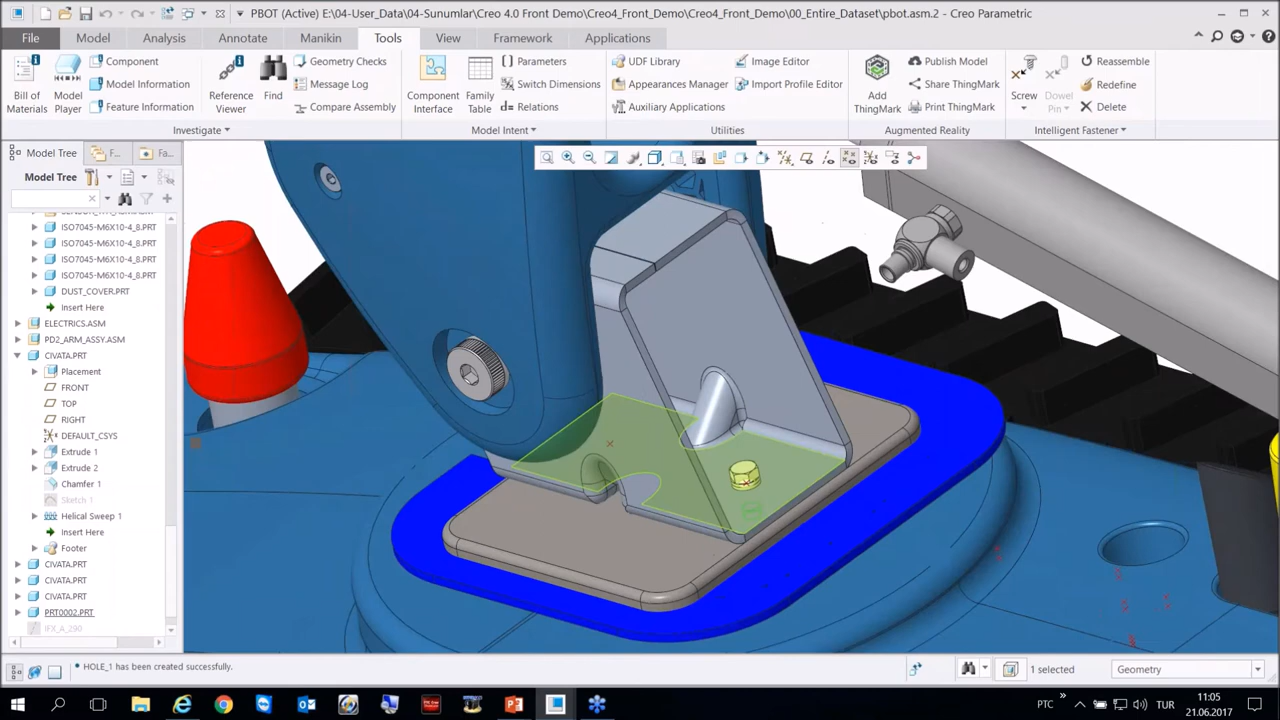 PBOT (Active) E:\04-User_Data\04-Sunumlar\Creo 4.0 Front Demo\Creo4_Front_Demo\Creo4_Front_Demo\00_Entire_Dataset\pbot.asm.2 - Creo Parametric
File Model Analysis Annotate Manikin Tools View Framework Applications
Component Geometry Checks Parameters UDF Library Image Editor Publish Model Reassemble
Model Information Message Log Switch Dimensions Appearances Manager Import Profile Editor Share ThingMark Redefine
Bill of Materials Model Player Feature Information Reference Viewer Find Compare Assembly Component Interface Family Table Relations Auxiliary Applications Add ThingMark Print ThingMark Screw Dowel Pin Delete
Investigate Model Intent Utilities Augmented Reality Intelligent Fastener
Model Tree F... Fa...
Model Tree
ISO7045-M6X10-4_8.PRT
ISO7045-M6X10-4_8.PRT
ISO7045-M6X10-4_8.PRT
ISO7045-M6X10-4_8.PRT
DUST_COVER.PRT
Insert Here
ELECTRICS.ASM
PD2_ARM_ASSY.ASM
CIVATA.PRT
Placement
FRONT
TOP
RIGHT
DEFAULT_CSYS
Extrude 1
Extrude 2
Chamfer 1
Sketch 1
Helical Sweep 1
Insert Here
Footer
CIVATA.PRT
CIVATA.PRT
CIVATA.PRT
PRT0002.PRT
IFX_A_290
HOLE_1 has been created successfully.
1 selected Geometry
PTC TUR 11:05
21.06.2017